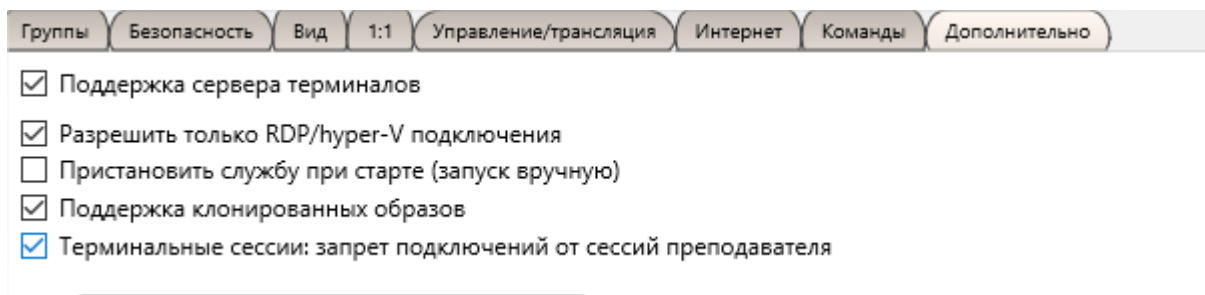 Группы Безопасность Вид 1:1 Управление/трансляция Интернет Команды Дополнительно
Поддержка сервера терминалов
Разрешить только RDP/hyper-V подключения
Пристановить службу при старте (запуск вручную)
Поддержка клонированных образов
Терминальные сессии: запрет подключений от сессий преподавателя